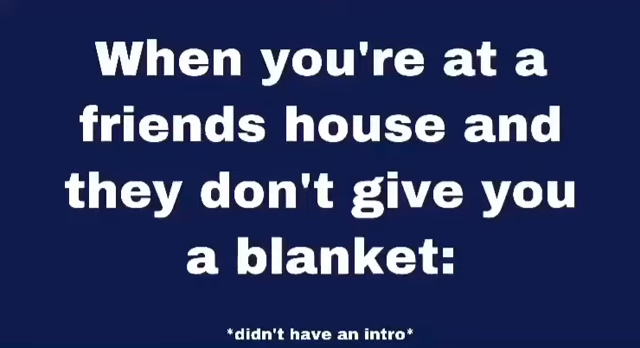 When you're at a
friends house and
they don't give you
a blanket:
*didn't have an intro*